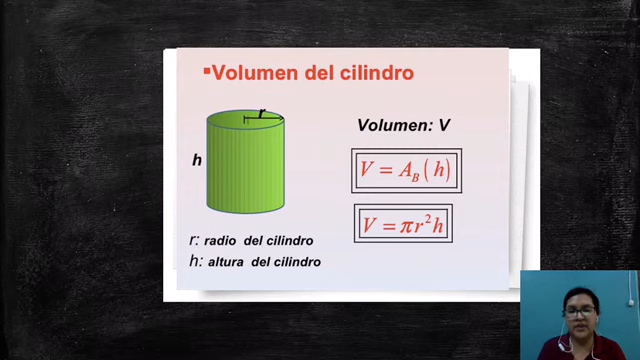 ▪Volumen del cilindro
r
h
Volumen: V
V = A_B (h)
V = πr²h
r: radio del cilindro
h: altura del cilindro